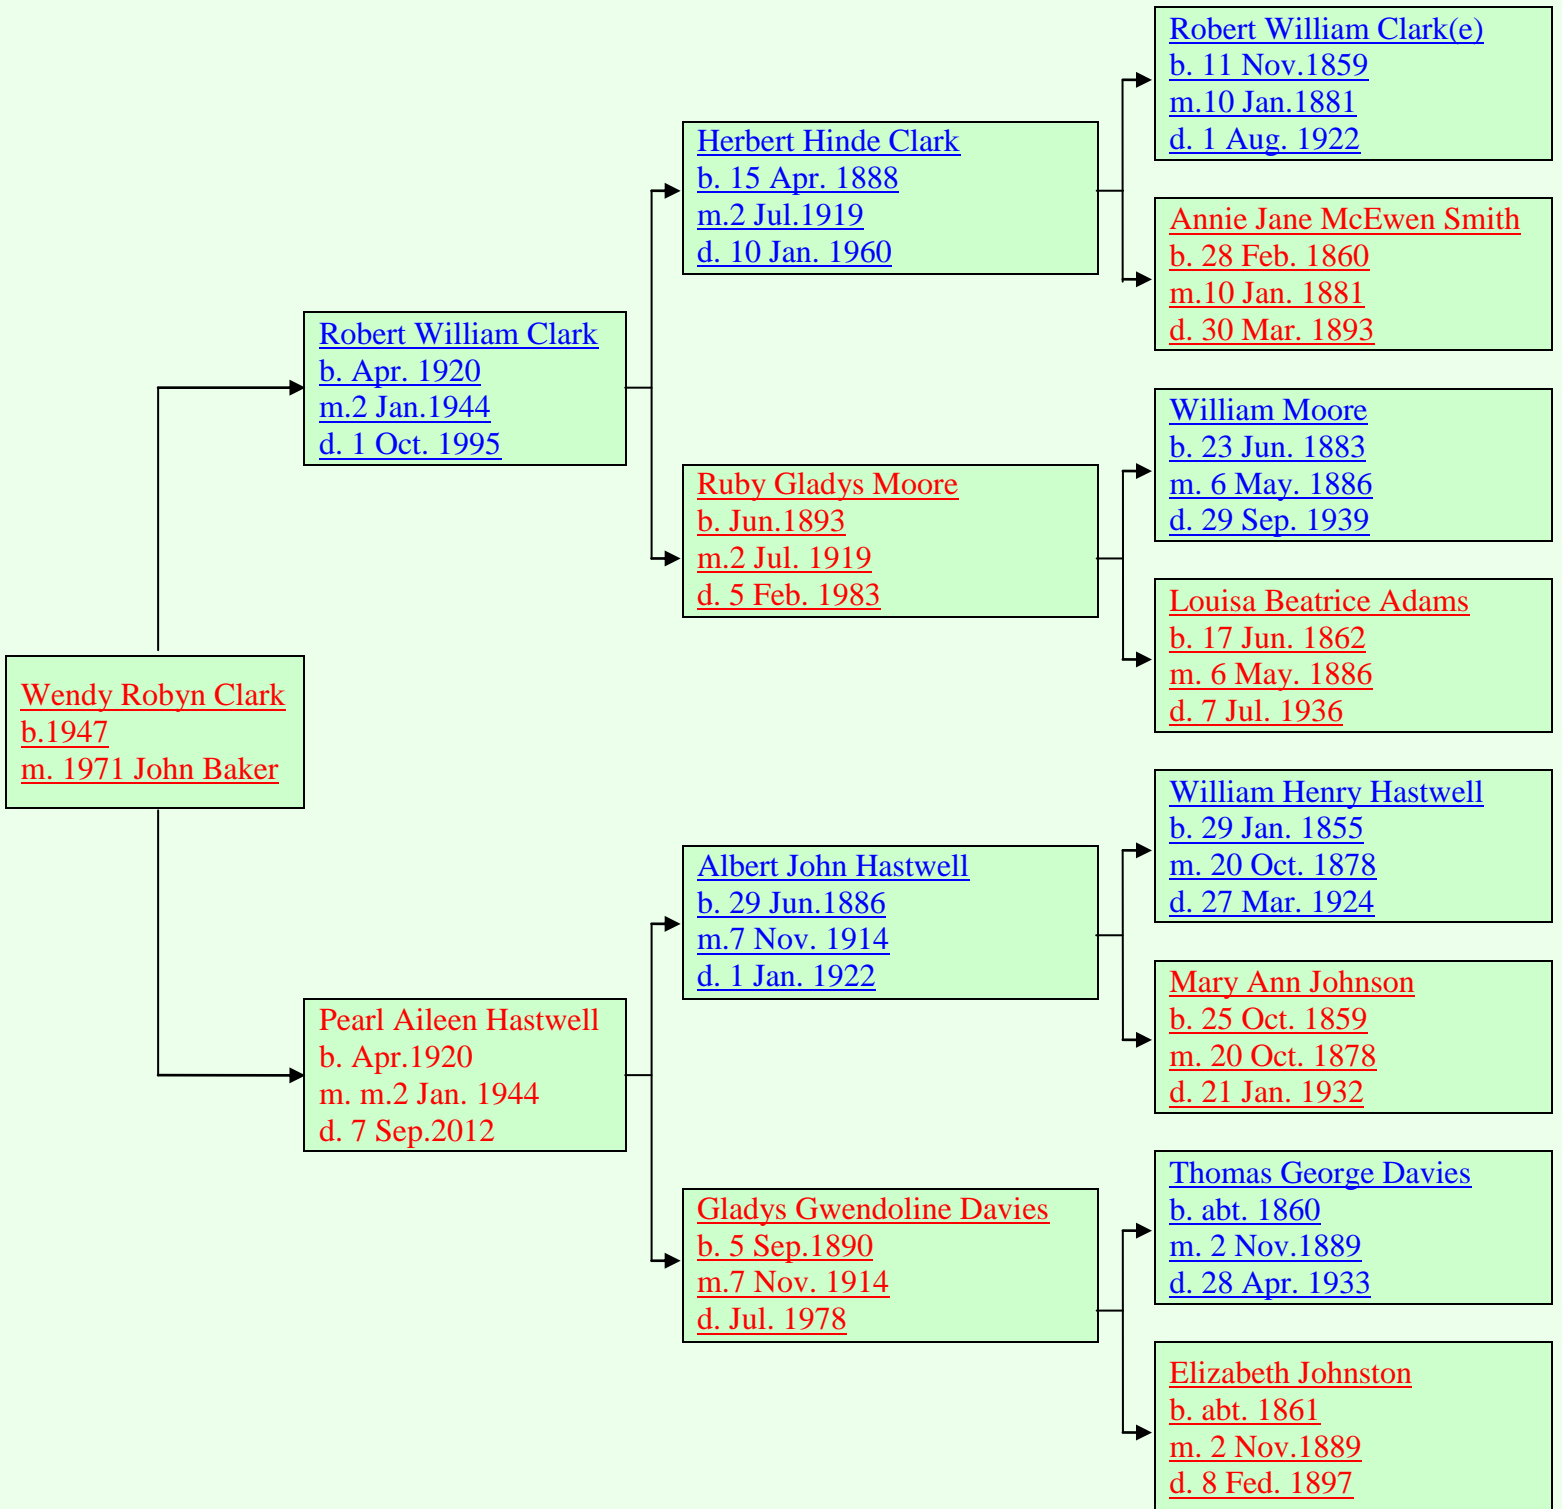 Robert William Clark(e)
b. 11 Nov.1859
m.10 Jan.1881
d. 1 Aug. 1922
Herbert Hinde Clark
b. 15 Apr. 1888
m.2 Jul.1919
d. 10 Jan. 1960
Annie Jane McEwen Smith
b. 28 Feb. 1860
m.10 Jan. 1881
d. 30 Mar. 1893
Robert William Clark
b. Apr. 1920
m.2 Jan.1944
d. 1 Oct. 1995
William Moore
b. 23 Jun. 1883
m. 6 May. 1886
d. 29 Sep. 1939
Ruby Gladys Moore
b. Jun.1893
m.2 Jul. 1919
d. 5 Feb. 1983
Louisa Beatrice Adams
b. 17 Jun. 1862
m. 6 May. 1886
d. 7 Jul. 1936
Wendy Robyn Clark
b.1947
m. 1971 John Baker
William Henry Hastwell
b. 29 Jan. 1855
m. 20 Oct. 1878
d. 27 Mar. 1924
Albert John Hastwell
b. 29 Jun.1886
m.7 Nov. 1914
d. 1 Jan. 1922
Mary Ann Johnson
b. 25 Oct. 1859
m. 20 Oct. 1878
d. 21 Jan. 1932
Pearl Aileen Hastwell
b. Apr.1920
m. m.2 Jan. 1944
d. 7 Sep.2012
Thomas George Davies
b. abt. 1860
m. 2 Nov.1889
d. 28 Apr. 1933
Gladys Gwendoline Davies
b. 5 Sep.1890
m.7 Nov. 1914
d. Jul. 1978
Elizabeth Johnston
b. abt. 1861
m. 2 Nov.1889
d. 8 Fed. 1897